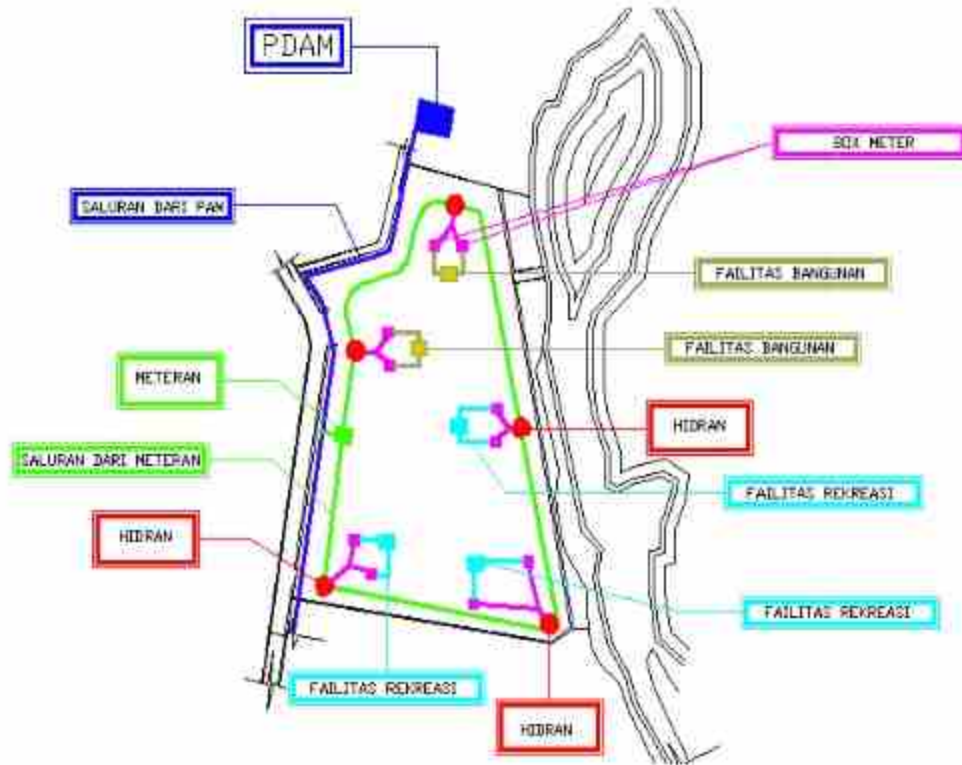 PDAM
BOX METER
SALURAN DARI PAM
FAILITAS BANGUNAN
FAILITAS BANGUNAN
METERAN
HIDRAN
SALURAN DARI METERAN
FAILITAS REKREASI
HIDRAN
FAILITAS REKREASI
FAILITAS REKREASI
HIDRAN